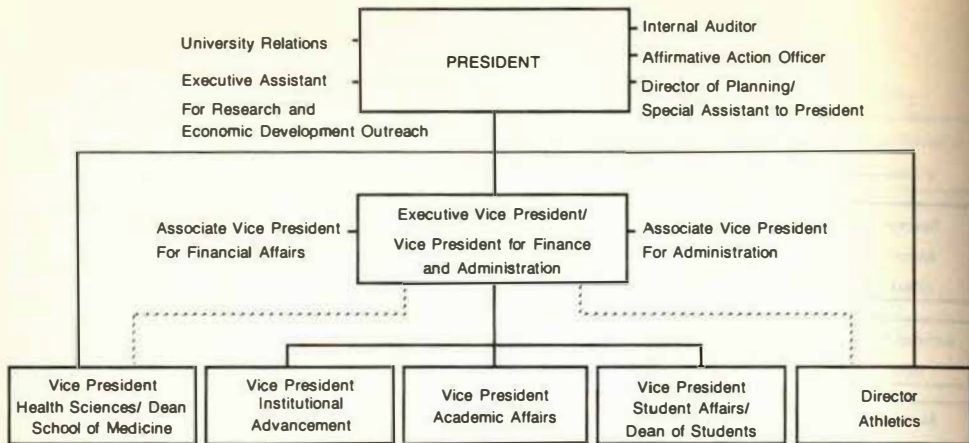 University Relations
Executive Assistant
For Research and
Economic Development Outreach
PRESIDENT
Internal Auditor
Affirmative Action Officer
Director of Planning/
Special Assistant to President
Associate Vice President
For Financial Affairs
Executive Vice President/
Vice President for Finance
and Administration
Associate Vice President
For Administration
Vice President
Health Sciences/ Dean
School of Medicine
Vice President
Institutional
Advancement
Vice President
Academic Affairs
Vice President
Student Affairs/
Dean of Students
Director
Athletics